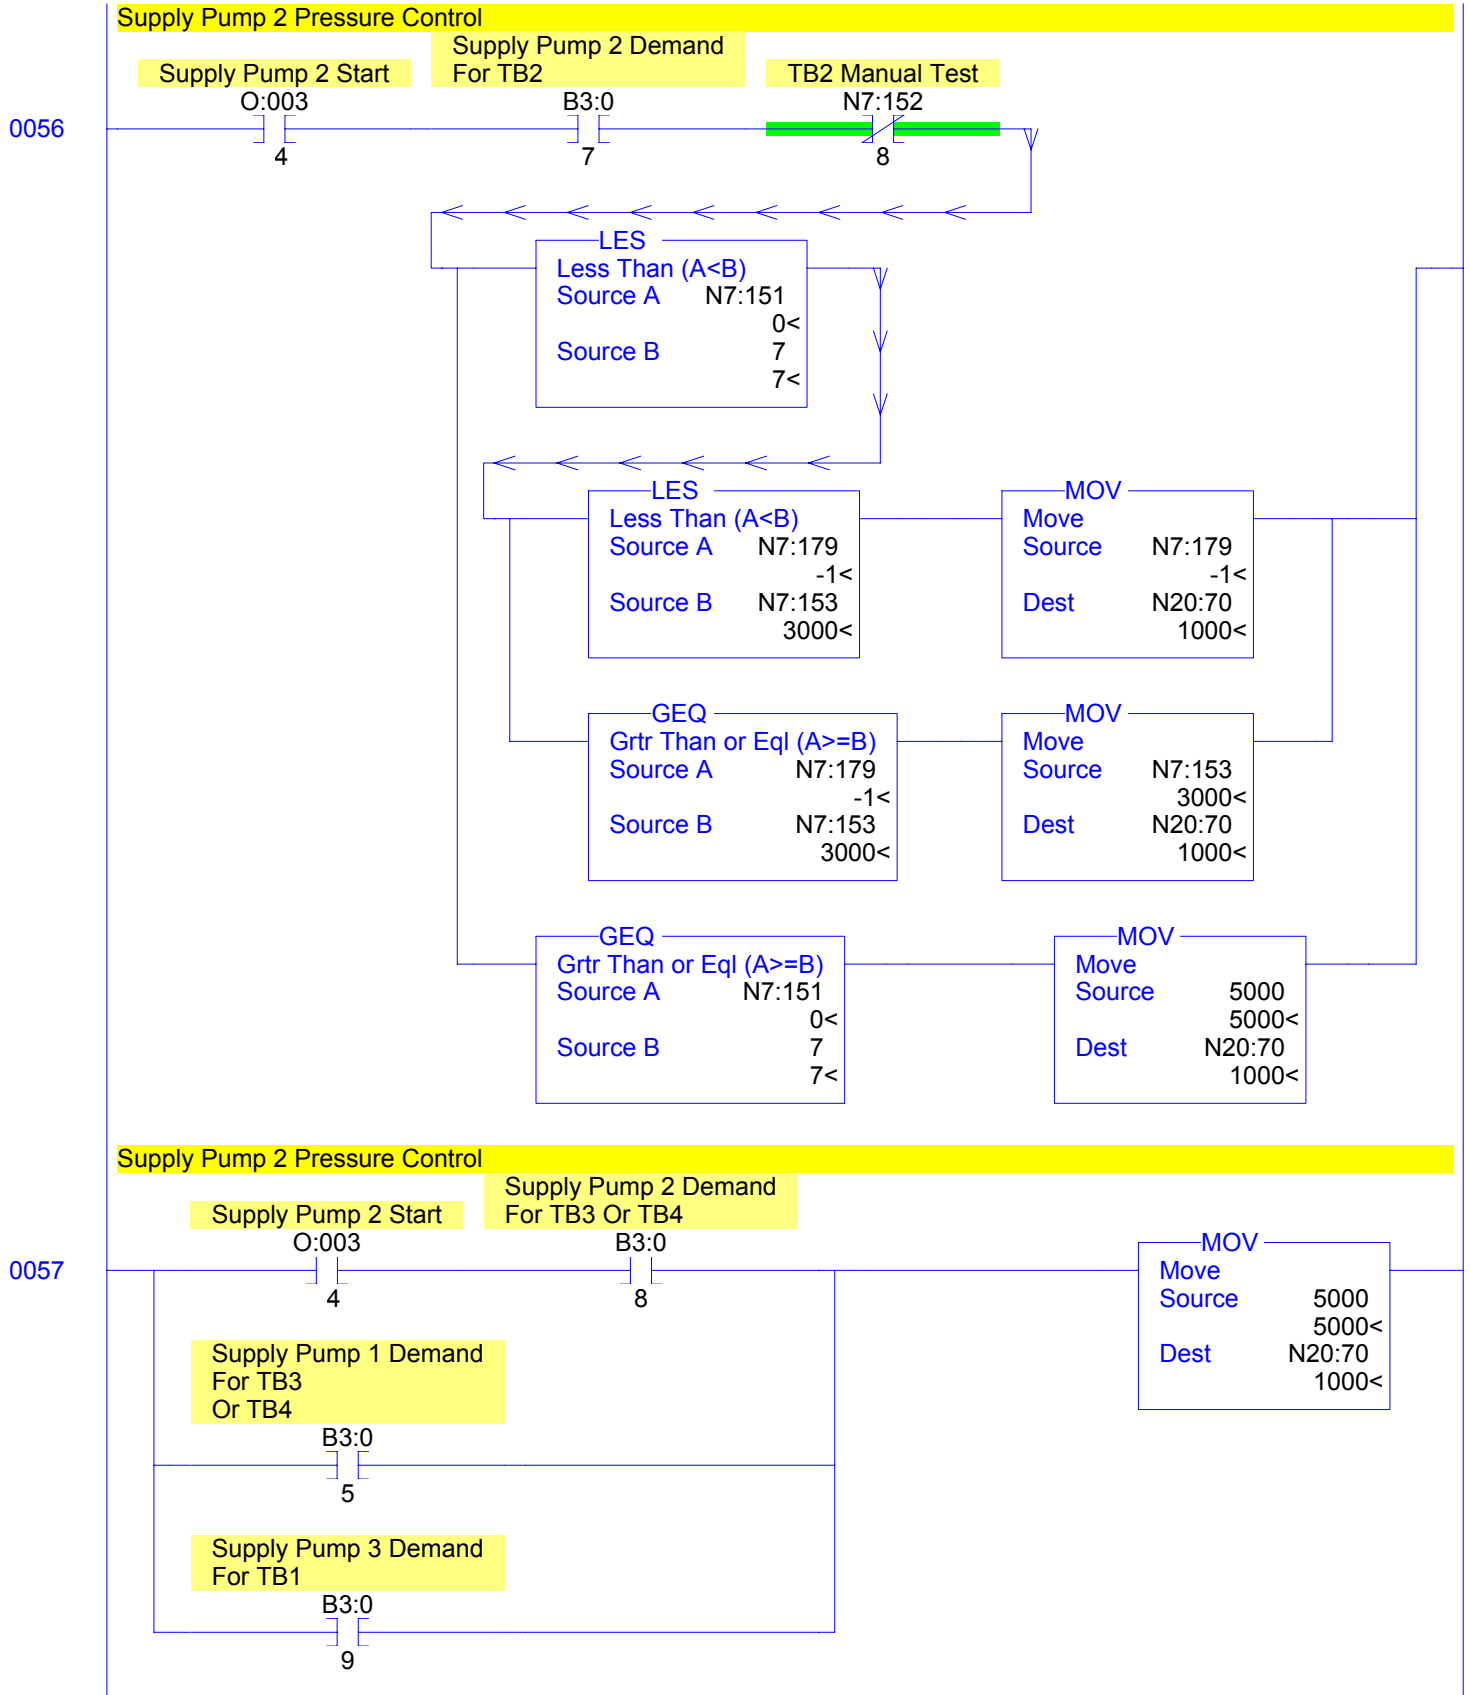 Supply Pump 2 Pressure Control
Supply Pump 2 Demand
Supply Pump 2 Start For TB2 TB2 Manual Test
O:003 B3:0 N7:152
0056
4 7 8
LES
Less Than (A<B)
Source A N7:151
0<
Source B 7
7<
LES MOV
Less Than (A<B) Move
Source A N7:179 Source N7:179
-1< -1<
Source B N7:153 Dest N20:70
3000< 1000<
GEQ MOV
Grtr Than or Eql (A>=B) Move
Source A N7:179 Source N7:153
-1< 3000<
Source B N7:153 Dest N20:70
3000< 1000<
GEQ MOV
Grtr Than or Eql (A>=B) Move
Source A N7:151 Source 5000
0< 5000<
Source B 7 Dest N20:70
7< 1000<
Supply Pump 2 Pressure Control
Supply Pump 2 Demand
Supply Pump 2 Start For TB3 Or TB4
O:003 B3:0 MOV
0057 Move
4 8 Source 5000
5000<
Supply Pump 1 Demand Dest N20:70
For TB3 1000<
Or TB4
B3:0
5
Supply Pump 3 Demand
For TB1
B3:0
9